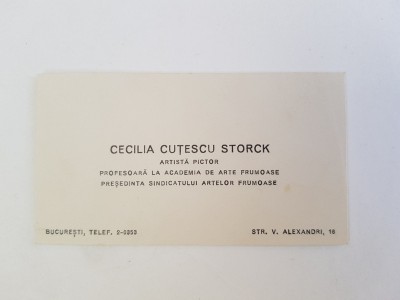 CECILIA CUȚESCU STORCK
ARTISTĂ PICTOR
PROFESOARĂ LA ACADEMIA DE ARTE FRUMOASE
PREȘEDINTA SINDICATULUI ARTELOR FRUMOASE
BUCUREȘTI, TELEF. STR. V. ALEXANDRI, 16